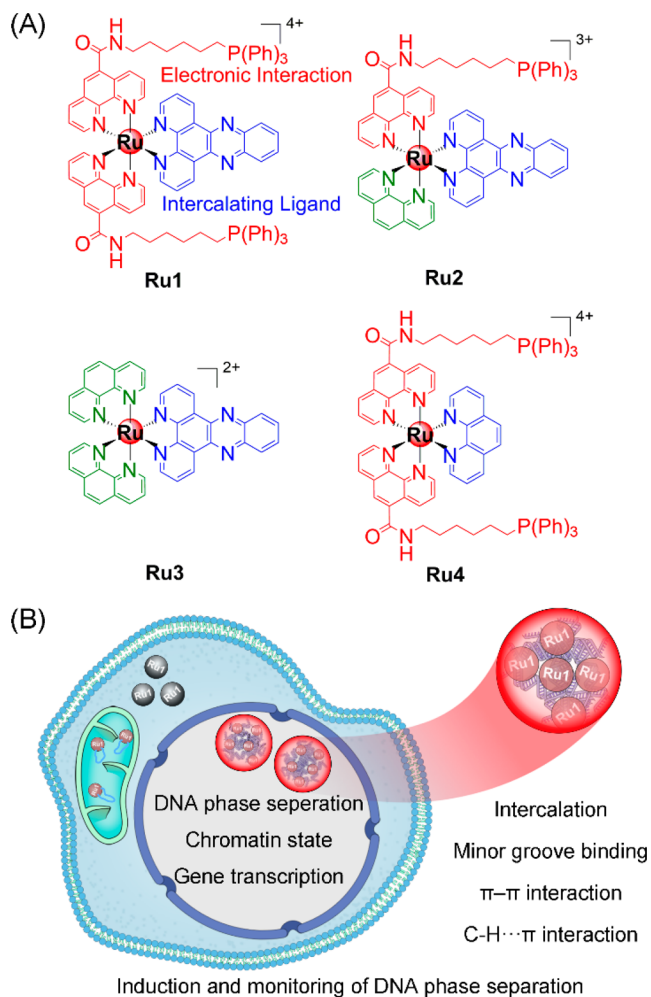 (A)
4+
O
N
H
P(Ph)3
Electronic Interaction
N
N
N
N
N
N
N
N
Ru
Intercalating Ligand
O
N
H
P(Ph)3
Ru1
3+
O
H
N
P(Ph)3
N
N
N
N
N
N
N
N
Ru
Ru2
2+
N
N
N
N
N
N
N
N
Ru
Ru3
4+
O
H
N
P(Ph)3
N
N
N
N
N
N
Ru
O
N
H
P(Ph)3
Ru4
(B)
Ru1
Ru1
Ru1
Ru1
Ru1
Ru1
Ru1
Ru1
DNA phase seperation
Chromatin state
Gene transcription
Intercalation
Minor groove binding
π–π interaction
C-H···π interaction
Induction and monitoring of DNA phase separation